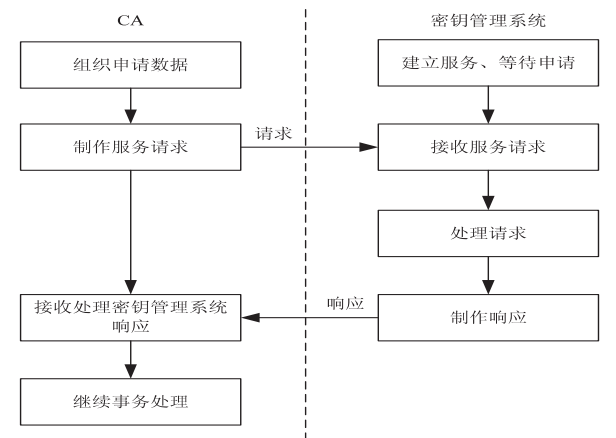 CA
密钥管理系统
组织申请数据
建立服务、等待申请
制作服务请求
请求
接收服务请求
处理请求
接收处理密钥管理系统
响应
响应
制作响应
继续事务处理